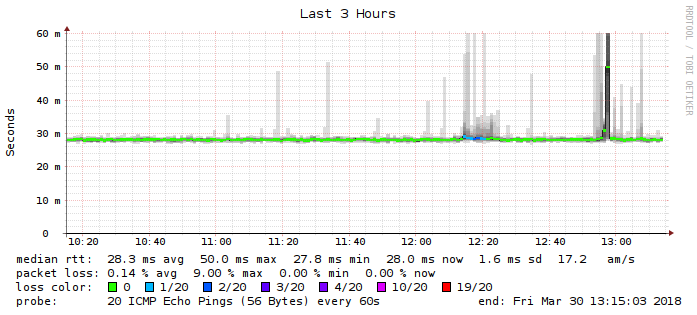 Last 3 Hours
RRDTOOL / TOBI OETIKER
Seconds
60 m
50 m
40 m
30 m
20 m
10 m
0
10:20 10:40 11:00 11:20 11:40 12:00 12:20 12:40 13:00
median rtt: 28.3 ms avg 50.0 ms max 27.8 ms min 28.0 ms now 1.6 ms sd 17.2 am/s
packet loss: 0.14 % avg 9.00 % max 0.00 % min 0.00 % now
loss color: 0 1/20 2/20 3/20 4/20 10/20 19/20
probe: 20 ICMP Echo Pings (56 Bytes) every 60s end: Fri Mar 30 13:15:03 2018